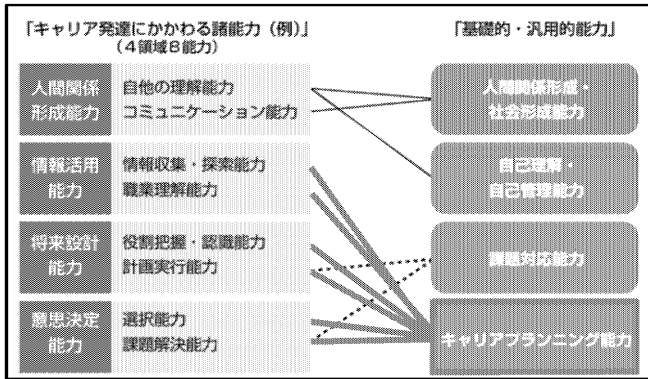 「キャリア発達にかかわる諸能力（例）」
（4領域8能力）
「基礎的・汎用的能力」
人間関係
形成能力
自他の理解能力
コミュニケーション能力
人間関係形成・
社会形成能力
情報活用
能力
情報収集・探索能力
職業理解能力
自己理解・
自己管理能力
将来設計
能力
役割把握・認識能力
計画実行能力
課題対応能力
意思決定
能力
選択能力
課題解決能力
キャリアプランニング能力